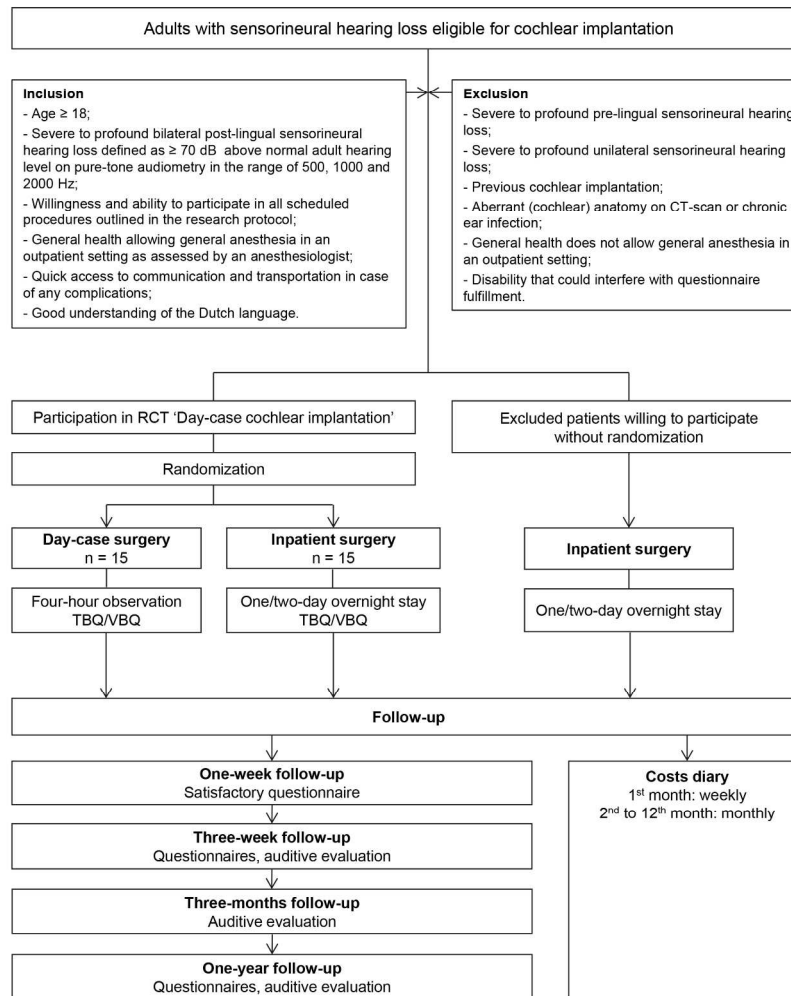 Adults with sensorineural hearing loss eligible for cochlear implantation
Inclusion
- Age ≥ 18;
- Severe to profound bilateral post-lingual sensorineural
hearing loss defined as ≥ 70 dB above normal adult hearing
level on pure-tone audiometry in the range of 500, 1000 and
2000 Hz;
- Willingness and ability to participate in all scheduled
procedures outlined in the research protocol;
- General health allowing general anesthesia in an
outpatient setting as assessed by an anesthesiologist;
- Quick access to communication and transportation in case
of any complications;
- Good understanding of the Dutch language.
Exclusion
- Severe to profound pre-lingual sensorineural hearing
loss;
- Severe to profound unilateral sensorineural hearing
loss;
- Previous cochlear implantation;
- Aberrant (cochlear) anatomy on CT-scan or chronic
ear infection;
- General health does not allow general anesthesia in
an outpatient setting;
- Disability that could interfere with questionnaire
fulfillment.
Participation in RCT 'Day-case cochlear implantation'
Excluded patients willing to participate
without randomization
Randomization
Day-case surgery
n = 15
Inpatient surgery
n = 15
Inpatient surgery
Four-hour observation
TBQ/VBQ
One/two-day overnight stay
TBQ/VBQ
One/two-day overnight stay
Follow-up
One-week follow-up
Satisfactory questionnaire
Costs diary
1st month: weekly
2nd to 12th month: monthly
Three-week follow-up
Questionnaires, auditive evaluation
Three-months follow-up
Auditive evaluation
One-year follow-up
Questionnaires, auditive evaluation